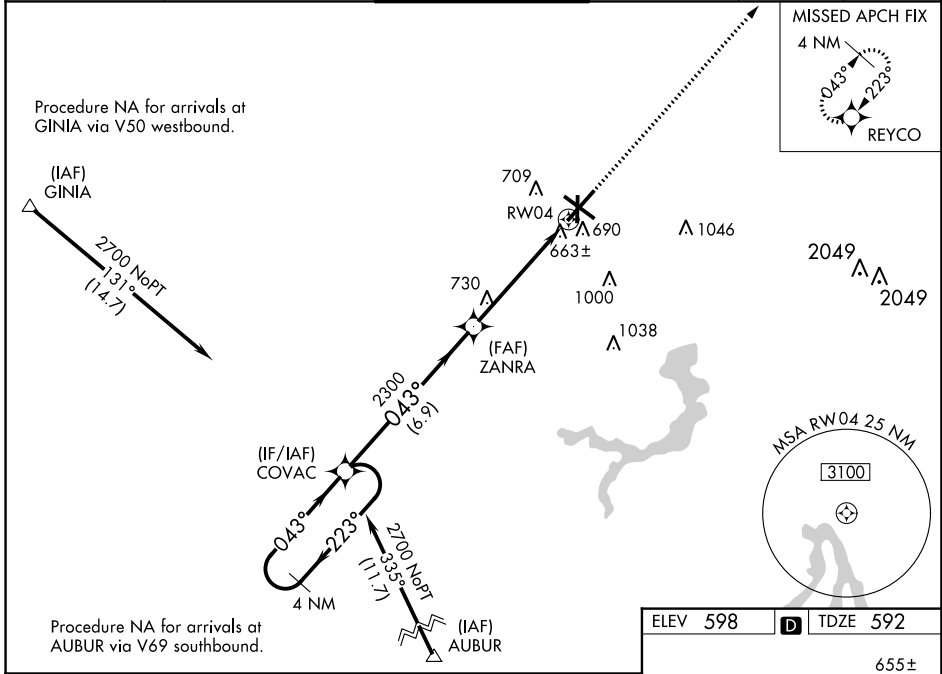 MISSED APCH FIX
4 NM
043°
223°
REYCO
Procedure NA for arrivals at
GINIA via V50 westbound.
(IAF)
GINIA
2700 NoPT
131°
(14.7)
709
RW04
663±
690
1046
2049
2049
730
1000
1038
(FAF)
ZANRA
2300
043°
(6.9)
(IF/IAF)
COVAC
043°
223°
4 NM
2700 NoPT
335°
(11.7)
(IAF)
AUBUR
Procedure NA for arrivals at
AUBUR via V69 southbound.
MSA RW04 25 NM
3100
ELEV 598 D TDZE 592
655±